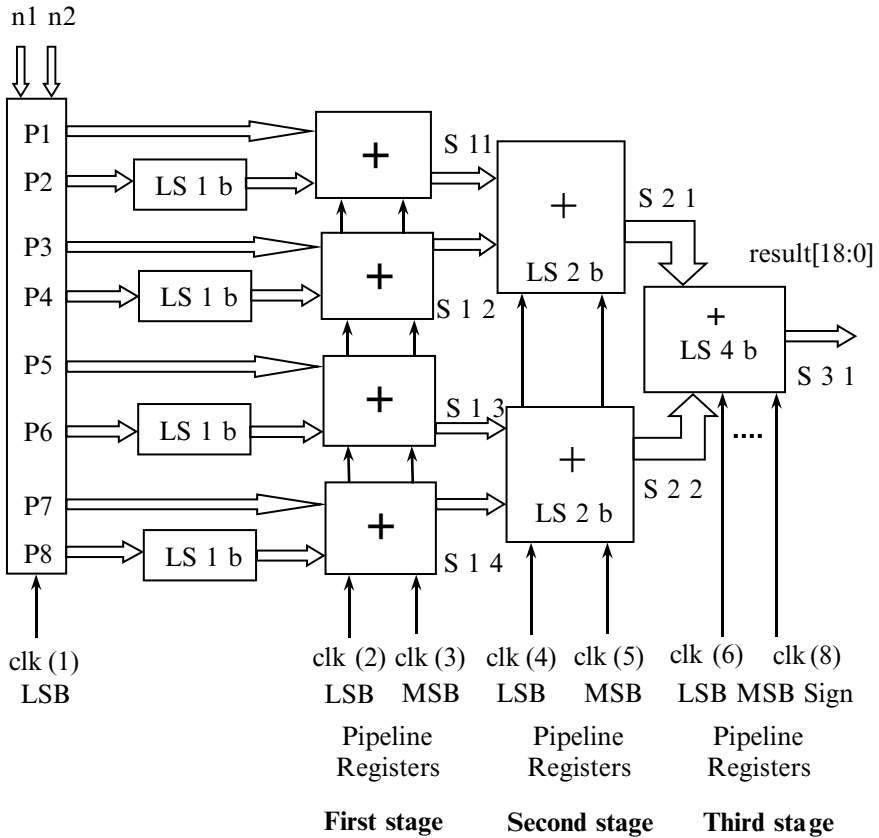 n1 n2
P1
P2
P3
P4
P5
P6
P7
P8
LS 1 b
LS 1 b
LS 1 b
LS 1 b
+
+
+
+
S 11
S 1 2
S 1 3
S 1 4
+
LS 2 b
+
LS 2 b
S 2 1
S 2 2
result[18:0]
+
LS 4 b
S 3 1
....
clk (1)
LSB
clk (2) clk (3)
LSB MSB
Pipeline
Registers
First stage
clk (4) clk (5)
LSB MSB
Pipeline
Registers
Second stage
clk (6) clk (8)
LSB MSB Sign
Pipeline
Registers
Third stage